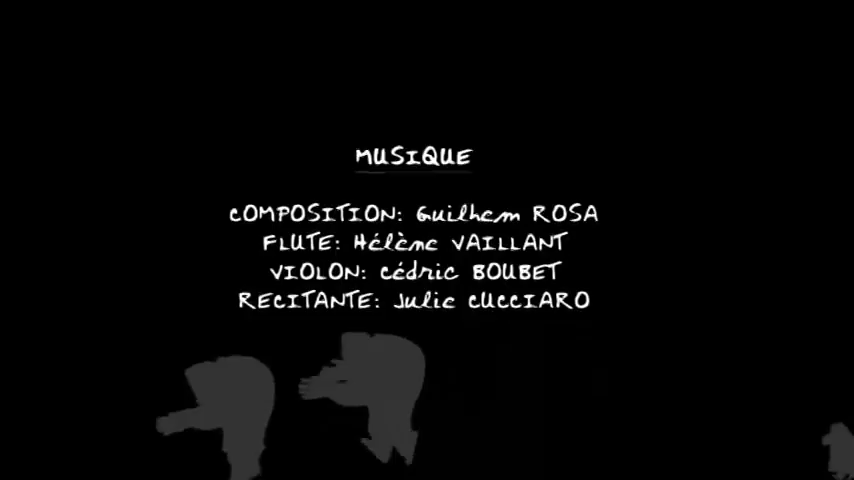 MUSIQUE
COMPOSITION: Guilhem ROSA
FLUTE: Hélène VAILLANT
VIOLON: Cédric BOUBET
RECITANTE: Julie CUCCIARO